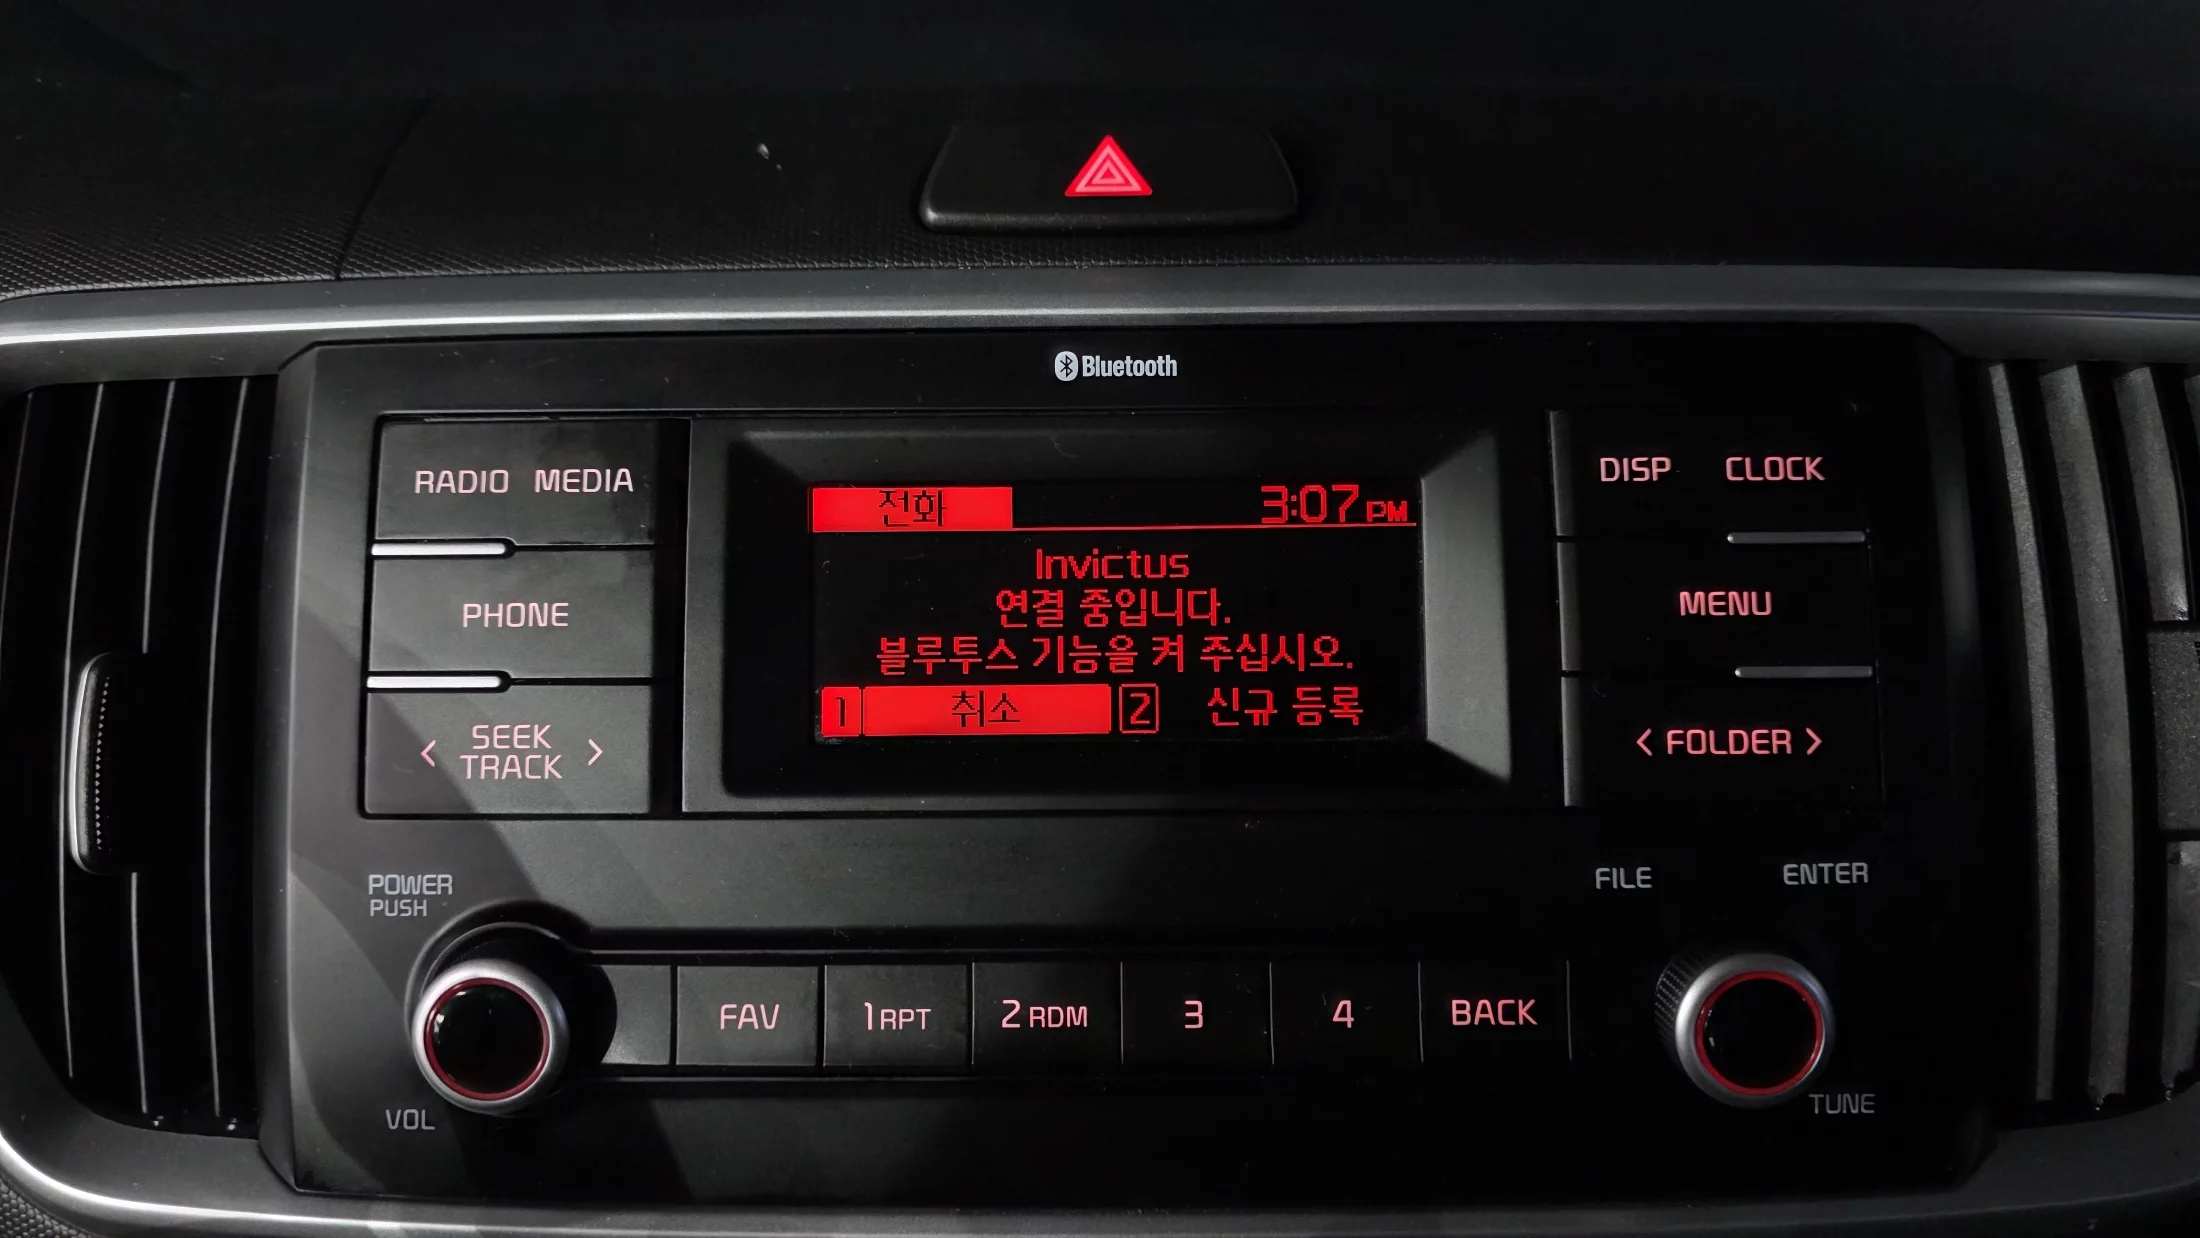 Bluetooth
RADIO MEDIA
PHONE
< SEEK TRACK >
전화 3:07 PM
Invictus
연결 중입니다.
블루투스 기능을 켜 주십시오.
1 취소 2 신규 등록
DISP CLOCK
MENU
< FOLDER >
POWER
PUSH
VOL
FAV 1 RPT 2 RDM 3 4 BACK
FILE ENTER
TUNE